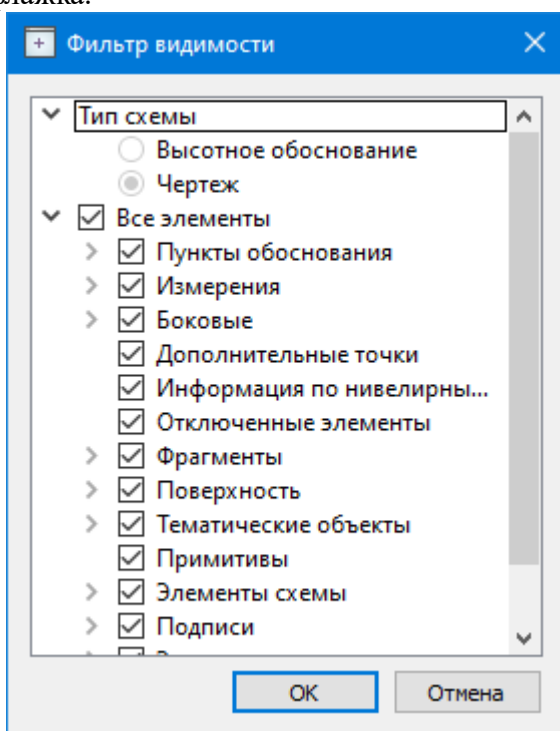 Фильтр видимости
Тип схемы
Высотное обоснование
Чертеж
Все элементы
Пункты обоснования
Измерения
Боковые
Дополнительные точки
Информация по нивелирны...
Отключенные элементы
Фрагменты
Поверхность
Тематические объекты
Примитивы
Элементы схемы
Подписи
ОК
Отмена